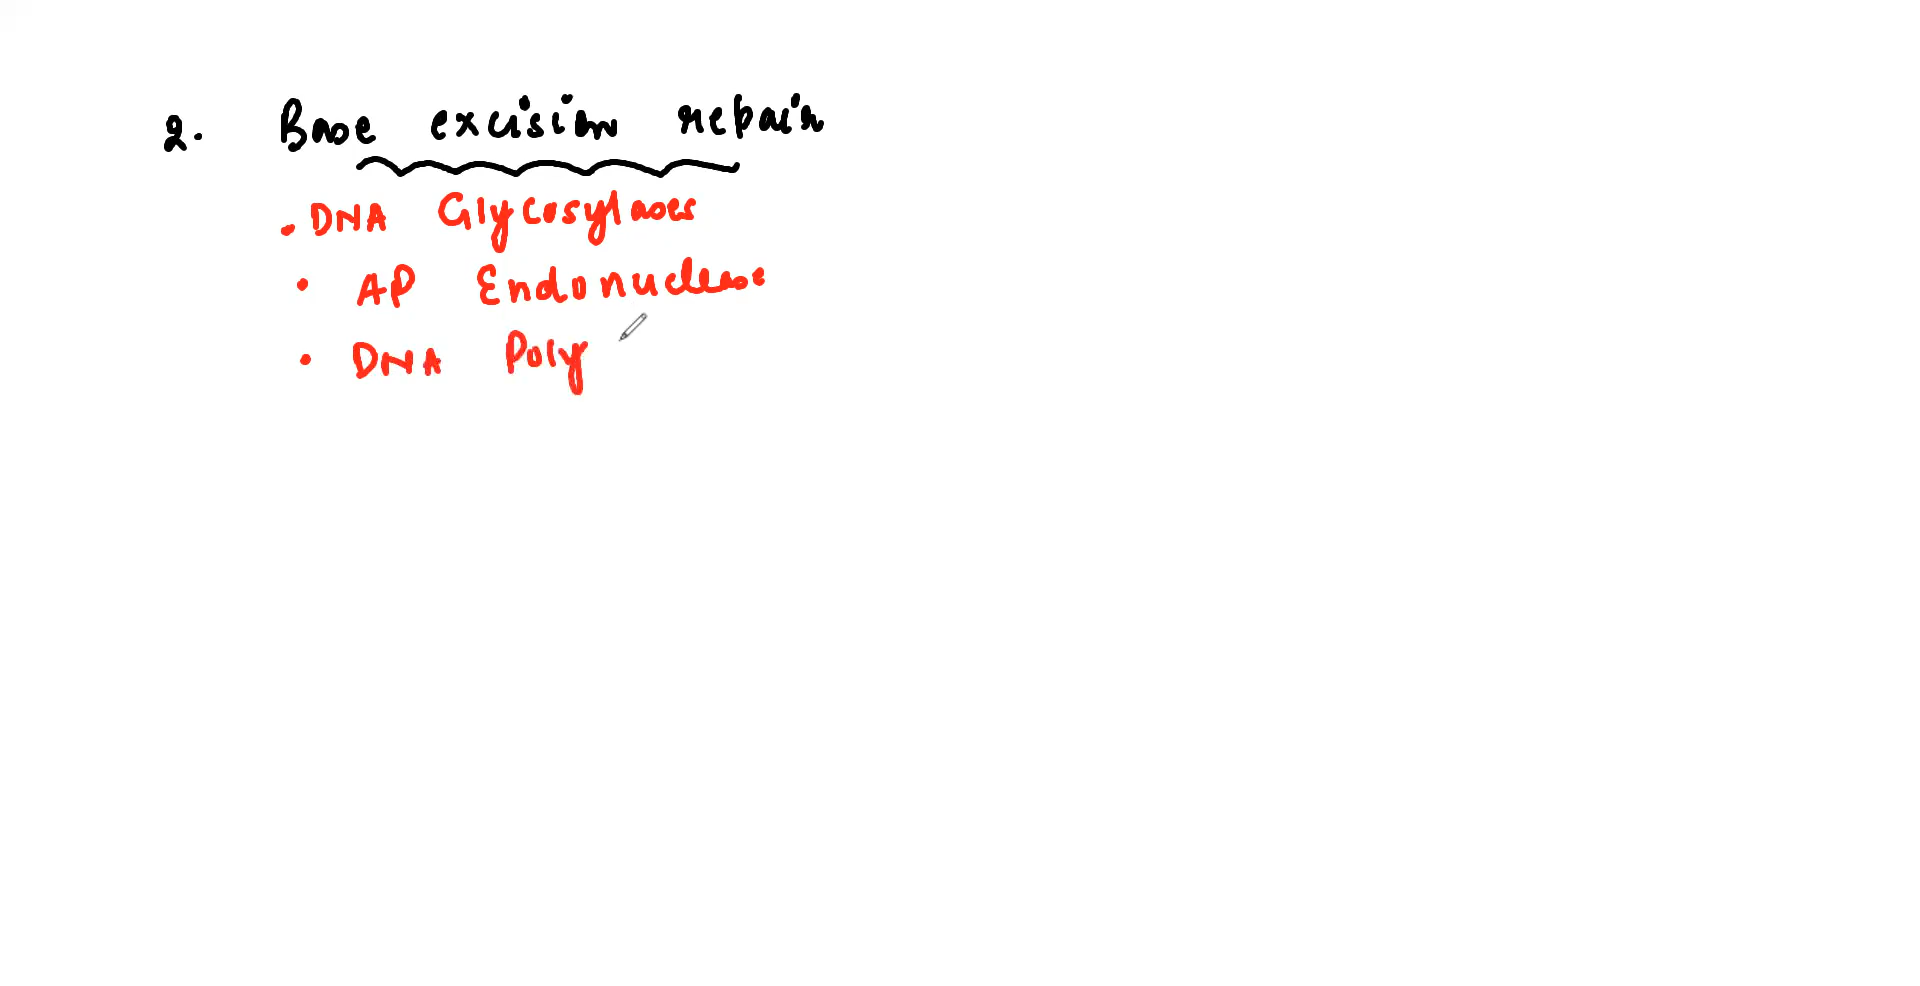 2. Base excision repair
• DNA Glycosylases
• AP Endonuclease
• DNA Poly